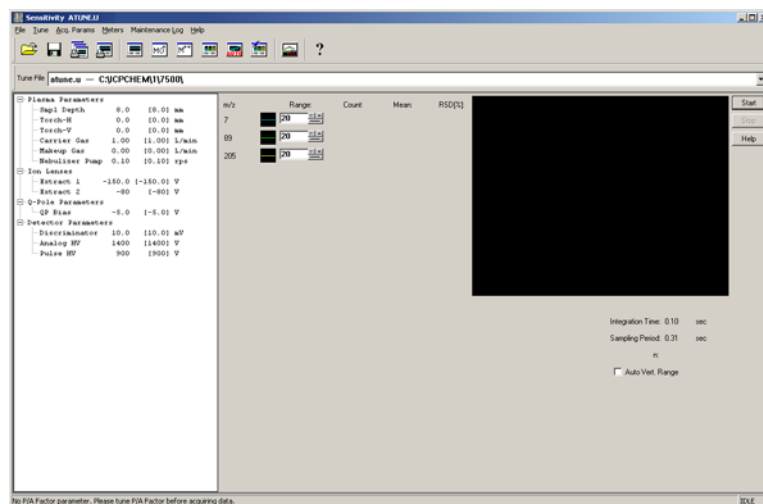 Sensitivity ATUNE.U
File Tune Acq. Params Meters Maintenance Log Help
?
Tune File atune.u --- C:\ICPCHEM\1\7500\
Plasma Parameters
Smpl Depth 8.0 [8.0] mm
Torch-H 0.0 [0.0] mm
Torch-V 0.0 [0.0] mm
Carrier Gas 1.00 [1.00] L/min
Makeup Gas 0.00 [0.00] L/min
Nebulizer Pump 0.10 [0.10] rps
Ion Lenses
Extract 1 -150.0 [-150.0] V
Extract 2 -80 [-80] V
Q-Pole Parameters
QP Bias -5.0 [-5.0] V
Detector Parameters
Discriminator 10.0 [10.0] mV
Analog HV 1400 [1400] V
Pulse HV 900 [900] V
m/z Range: Count: Mean: RSD[%]:
7 20
89 20
205 20
Start
Stop
Help
Integration Time: 0.10 sec
Sampling Period: 0.31 sec
n:
Auto Vert. Range
No P/A Factor parameter. Please tune P/A Factor before acquiring data. IDLE